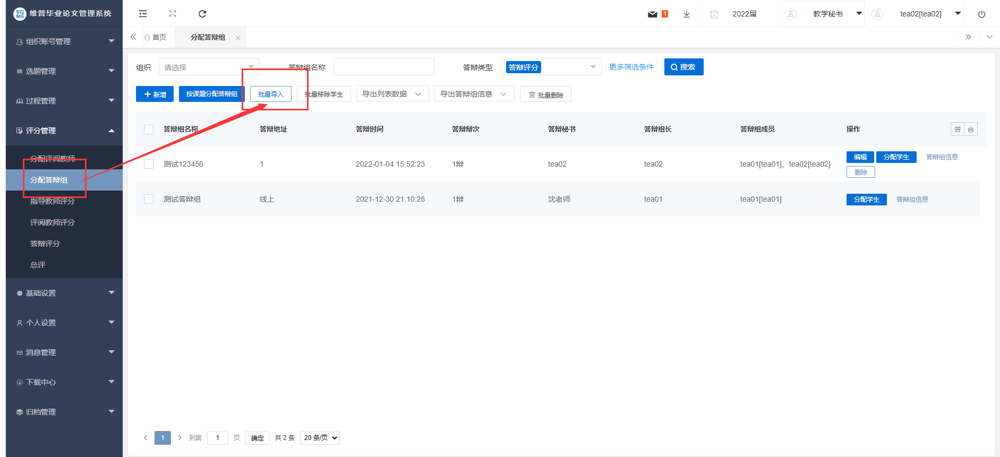 VG MS 维普毕业论文管理系统
1 2022届 教学秘书 tea02[tea02]
首页 分配答辩组
组织账号管理
选题管理
过程管理
评分管理
分配评阅教师
分配答辩组
指导教师评分
评阅教师评分
答辩评分
总评
基础设置
个人设置
消息管理
下载中心
归档管理
组织 请选择 答辩组名称 答辩类型 答辩评分 更多筛选条件 搜索
新增 按课题分配答辩组 批量导入 批量移除学生 导出列表数据 导出答辩组信息 批量删除
答辩组名称 答辩地址 答辩时间 答辩辩次 答辩秘书 答辩组长 答辩组成员 操作
测试123456 1 2022-01-04 15:52:23 1辩 tea02 tea02 tea01[tea01]、tea02[tea02] 编辑 分配学生 答辩组信息
删除
测试答辩组 线上 2021-12-30 21:10:28 1辩 沈老师 tea01 tea01[tea01] 分配学生 答辩组信息
1 到第 1 页 确定 共 2 条 20 条/页